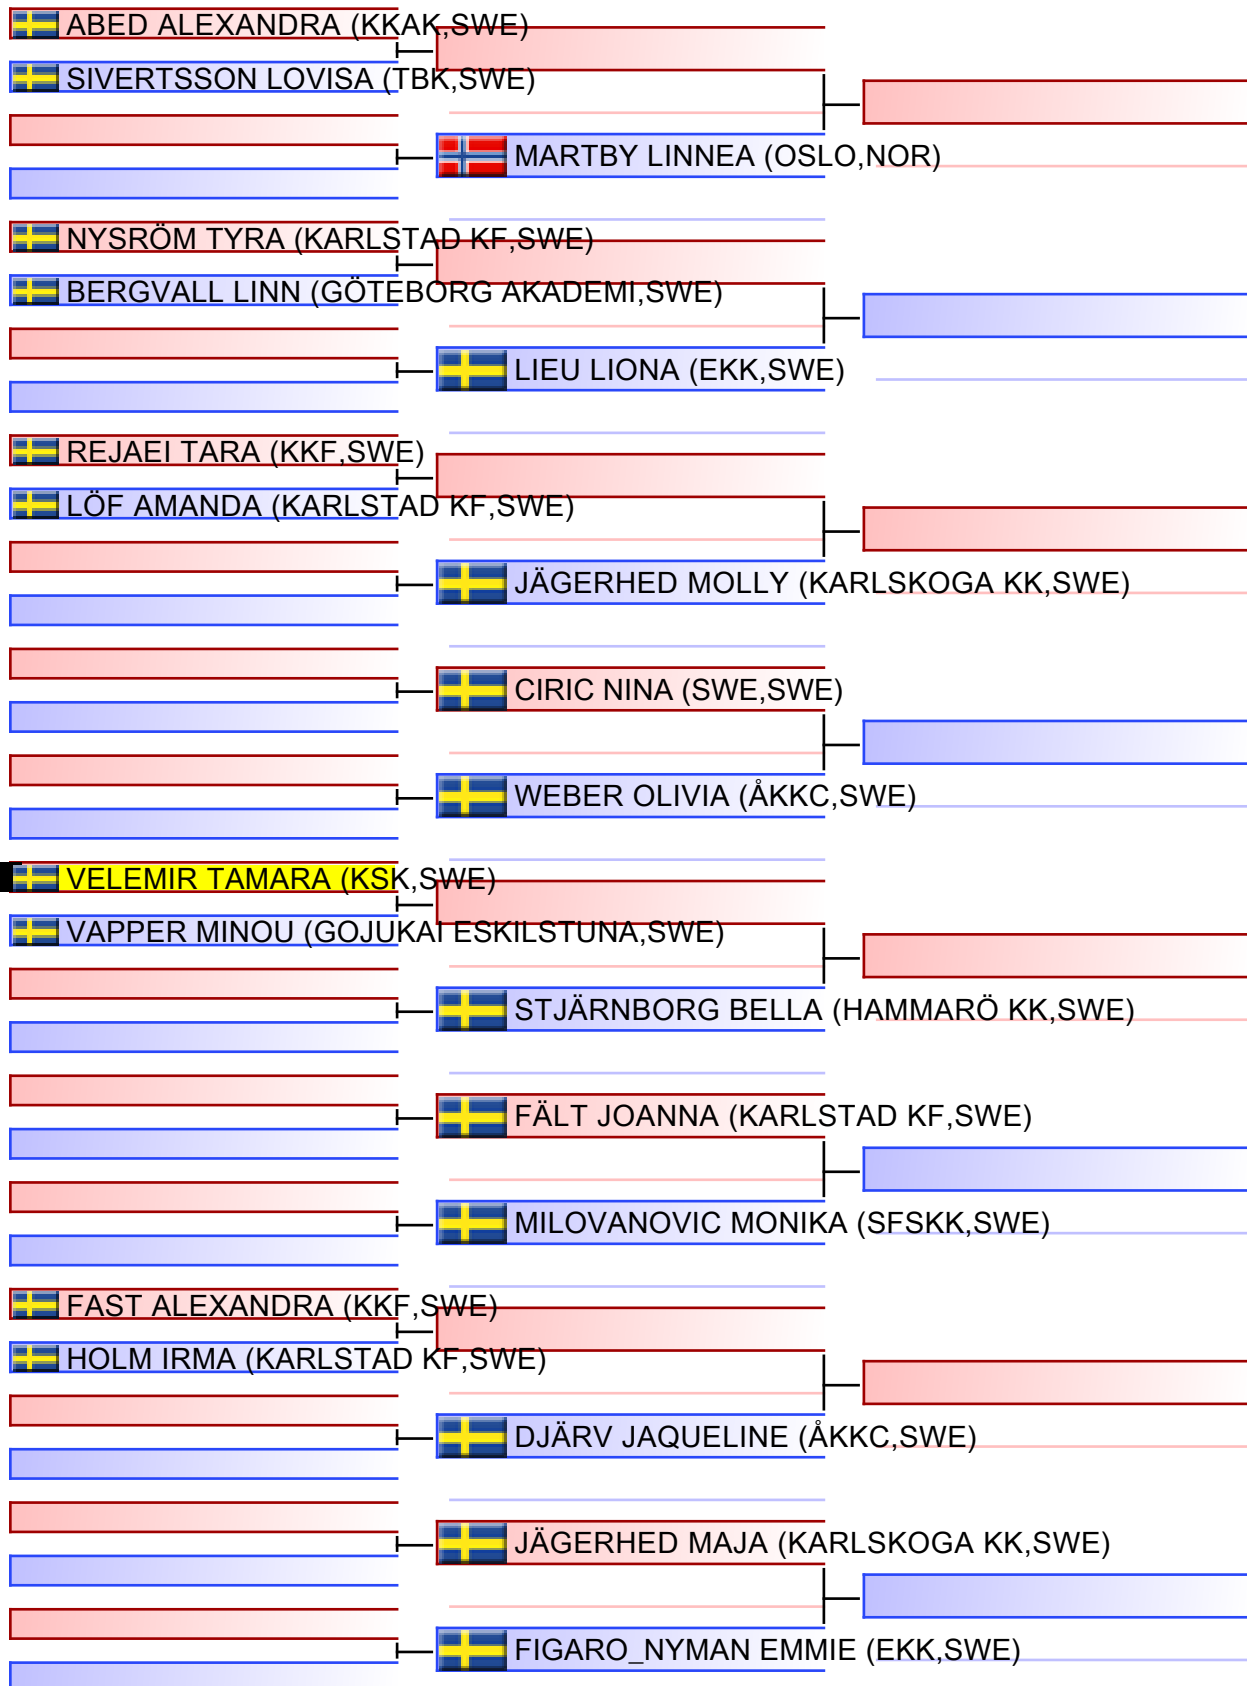 ABED ALEXANDRA (KKAK,SWE)
SIVERTSSON LOVISA (TBK,SWE)
MARTBY LINNEA (OSLO,NOR)
NYSRÖM TYRA (KARLSTAD KF,SWE)
BERGVALL LINN (GÖTEBORG AKADEMI,SWE)
LIEU LIONA (EKK,SWE)
REJAEI TARA (KKF,SWE)
LÖF AMANDA (KARLSTAD KF,SWE)
JÄGERHED MOLLY (KARLSKOGA KK,SWE)
CIRIC NINA (SWE,SWE)
WEBER OLIVIA (ÅKKC,SWE)
VELEMIR TAMARA (KSK,SWE)
VAPPER MINOU (GOJUKAI ESKILSTUNA,SWE)
STJÄRNBORG BELLA (HAMMARÖ KK,SWE)
FÄLT JOANNA (KARLSTAD KF,SWE)
MILOVANOVIC MONIKA (SFSKK,SWE)
FAST ALEXANDRA (KKF,SWE)
HOLM IRMA (KARLSTAD KF,SWE)
DJÄRV JAQUELINE (ÅKKC,SWE)
JÄGERHED MAJA (KARLSKOGA KK,SWE)
FIGARO_NYMAN EMMIE (EKK,SWE)